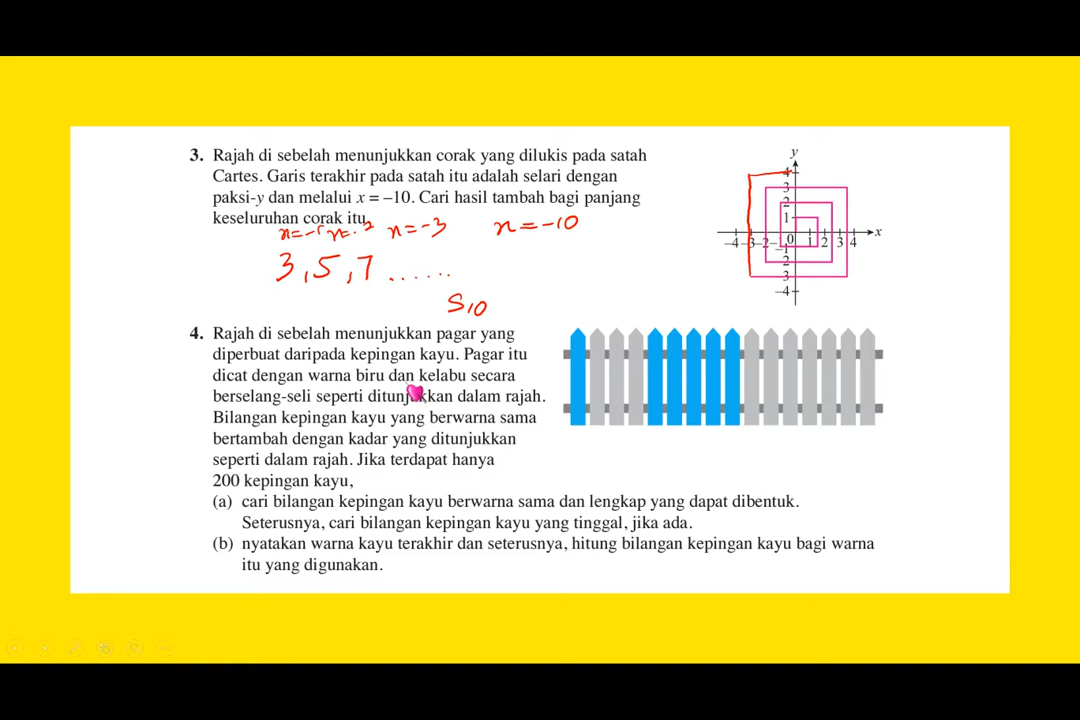 3. Rajah di sebelah menunjukkan corak yang dilukis pada satah
Cartes. Garis terakhir pada satah itu adalah selari dengan
paksi-y dan melalui x = –10. Cari hasil tambah bagi panjang
keseluruhan corak itu.
x=-1 x=-2 x=-3 x=-10
3, 5, 7 .......
S10
y
4
3
2
1
–4 –3 –2 –1 0 1 2 3 4 x
–1
–2
–3
–4
4. Rajah di sebelah menunjukkan pagar yang
diperbuat daripada kepingan kayu. Pagar itu
dicat dengan warna biru dan kelabu secara
berselang-seli seperti ditunjukkan dalam rajah.
Bilangan kepingan kayu yang berwarna sama
bertambah dengan kadar yang ditunjukkan
seperti dalam rajah. Jika terdapat hanya
200 kepingan kayu,
(a) cari bilangan kepingan kayu berwarna sama dan lengkap yang dapat dibentuk.
Seterusnya, cari bilangan kepingan kayu yang tinggal, jika ada.
(b) nyatakan warna kayu terakhir dan seterusnya, hitung bilangan kepingan kayu bagi warna
itu yang digunakan.